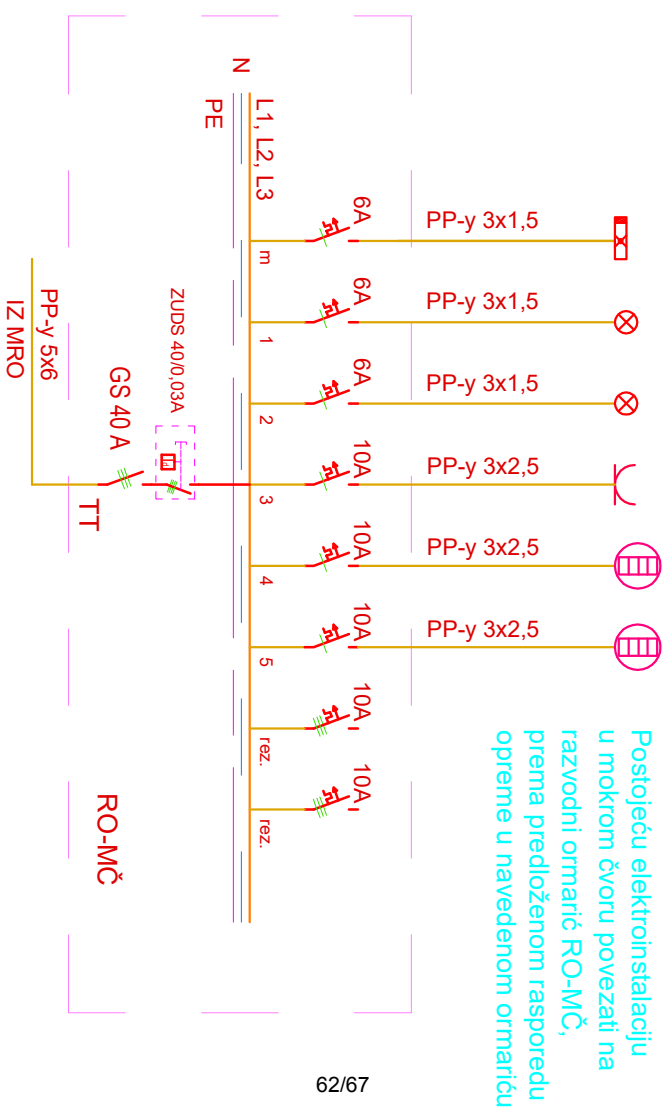 PP-y 3x1,5
PP-y 3x1,5
PP-y 3x1,5
PP-y 3x2,5
PP-y 3x2,5
PP-y 3x2,5
6A
6A
6A
10A
10A
10A
10A
10A
N
L1, L2, L3
PE
m
1
2
3
4
5
rez.
rez.
ZUDS 40/0,03A
GS 40 A
TT
PP-y 5x6
IZ MRO
RO-MČ
Postojeću elektroinstalaciju
u mokrom čvoru povezati na
razvodni ormarić RO-MČ,
prema predloženom rasporedu
opreme u navedenom ormariću
62/67